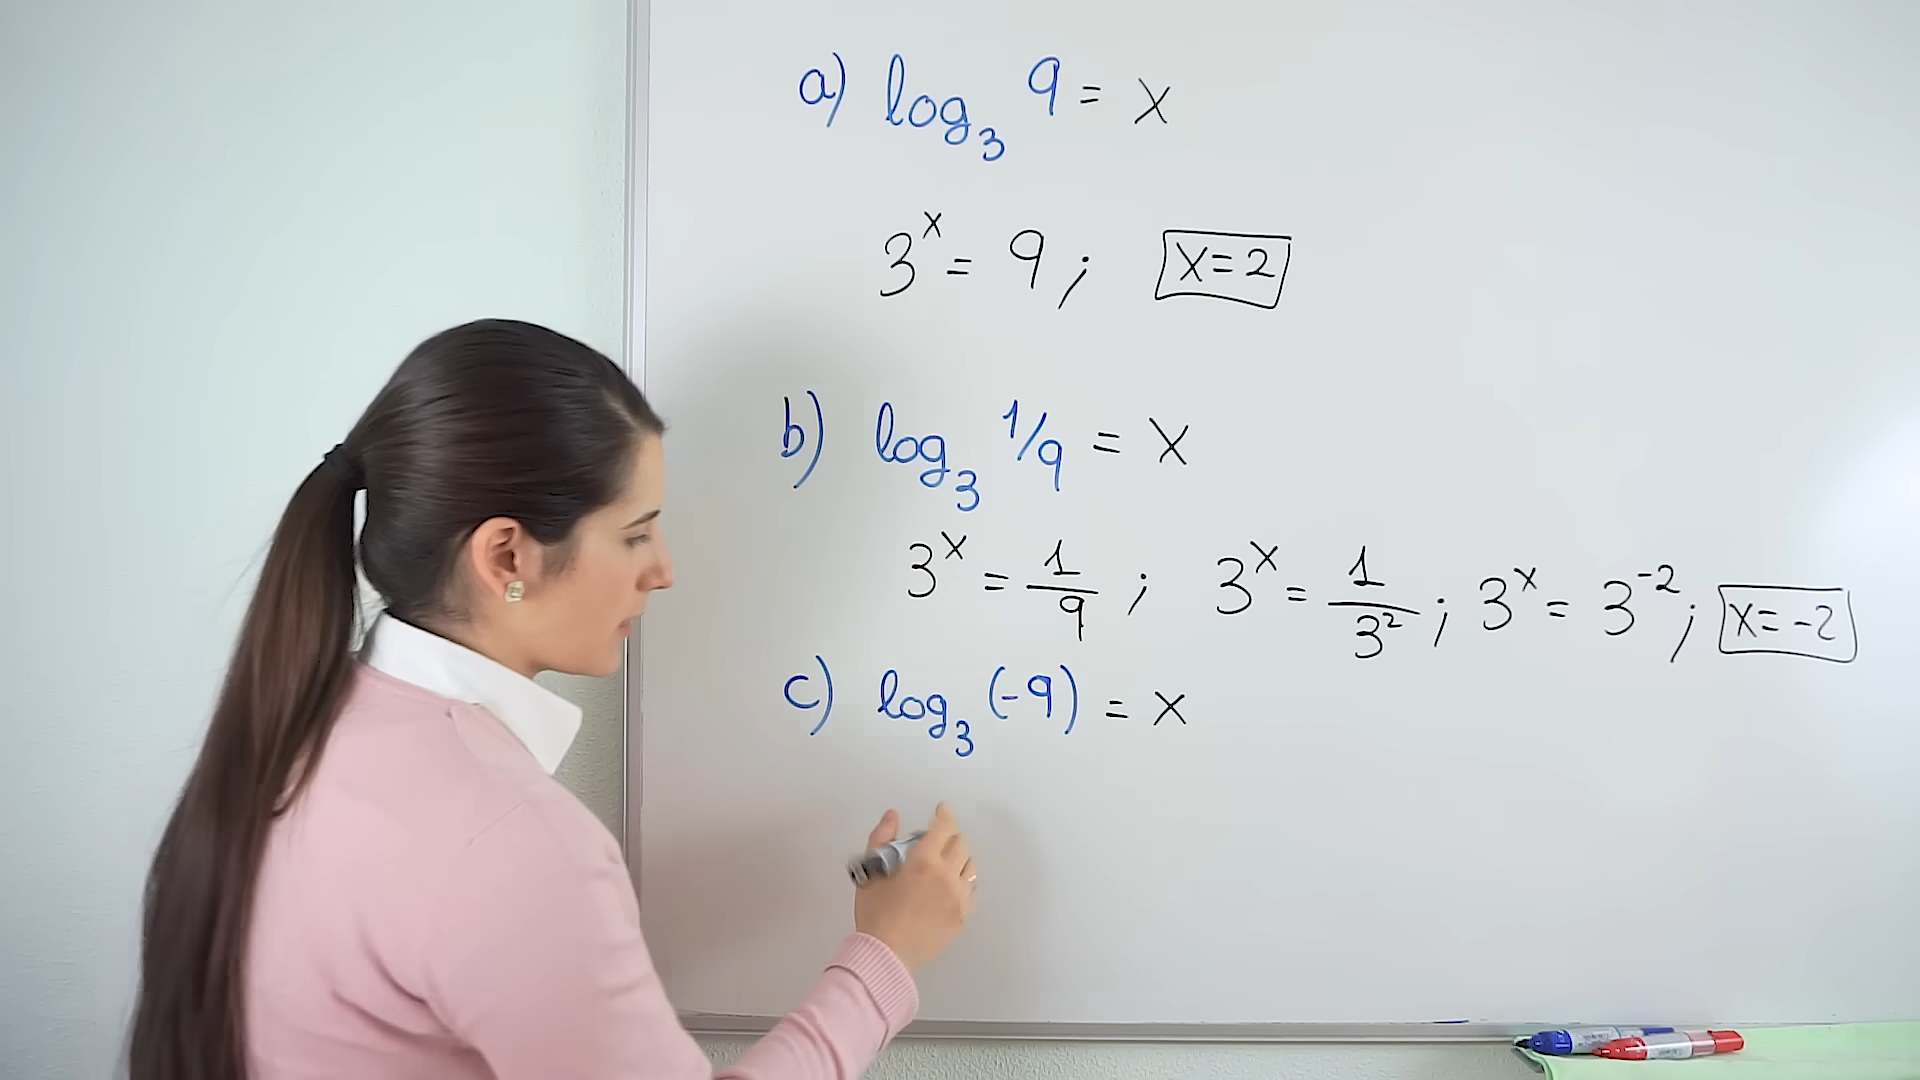 a) log₃ 9 = x
3ˣ = 9 ; x = 2
b) log₃ 1/9 = x
3ˣ = 1/9 ; 3ˣ = 1/3² ; 3ˣ = 3⁻² ; x = -2
c) log₃ (-9) = x